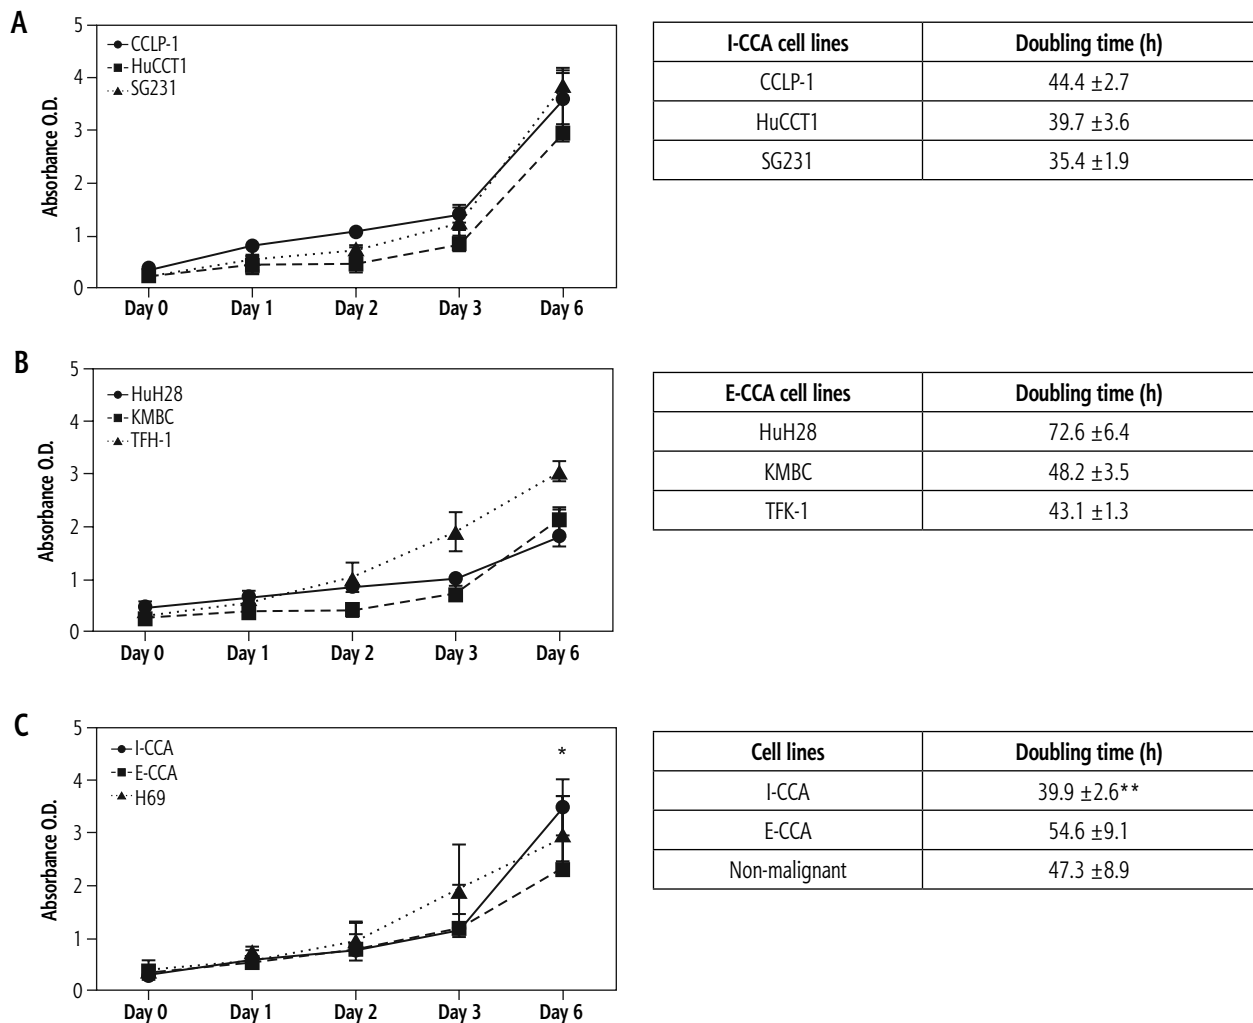 A
5
4
3
2
1
0
Absorbance O.D.
CCLP-1
HuCCT1
SG231
Day 0 Day 1 Day 2 Day 3 Day 6
I-CCA cell lines Doubling time (h)
CCLP-1 44.4 ±2.7
HuCCT1 39.7 ±3.6
SG231 35.4 ±1.9
B
5
4
3
2
1
0
Absorbance O.D.
HuH28
KMBC
TFH-1
Day 0 Day 1 Day 2 Day 3 Day 6
E-CCA cell lines Doubling time (h)
HuH28 72.6 ±6.4
KMBC 48.2 ±3.5
TFK-1 43.1 ±1.3
C
5
4
3
2
1
0
Absorbance O.D.
I-CCA
E-CCA
H69
*
Day 0 Day 1 Day 2 Day 3 Day 6
Cell lines Doubling time (h)
I-CCA 39.9 ±2.6**
E-CCA 54.6 ±9.1
Non-malignant 47.3 ±8.9